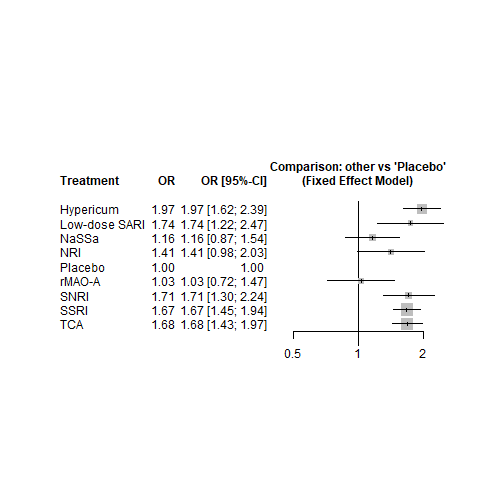 Comparison: other vs 'Placebo'
Treatment OR OR [95%-CI] (Fixed Effect Model)
Hypericum 1.97 1.97 [1.62; 2.39]
Low-dose SARI 1.74 1.74 [1.22; 2.47]
NaSSa 1.16 1.16 [0.87; 1.54]
NRI 1.41 1.41 [0.98; 2.03]
Placebo 1.00 1.00
rMAO-A 1.03 1.03 [0.72; 1.47]
SNRI 1.71 1.71 [1.30; 2.24]
SSRI 1.67 1.67 [1.45; 1.94]
TCA 1.68 1.68 [1.43; 1.97]
0.5 1 2